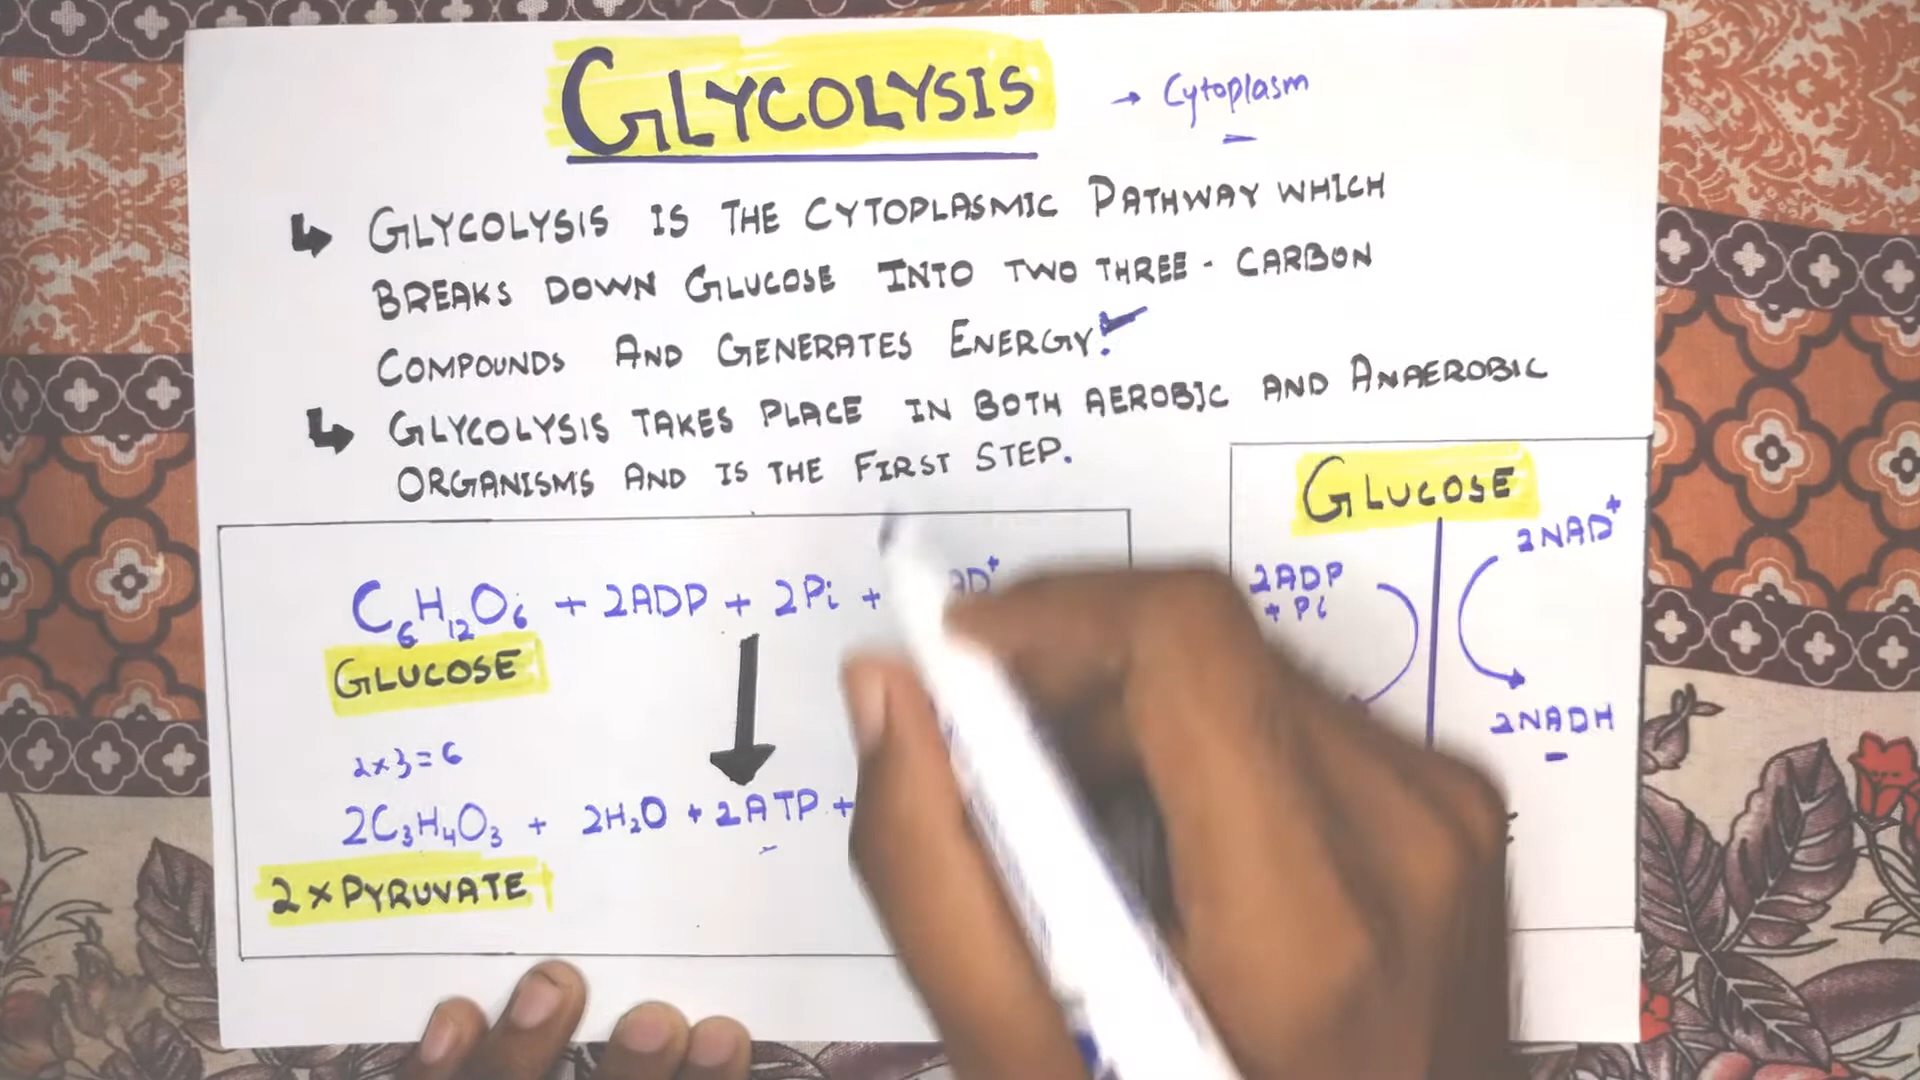 GLYCOLYSIS → Cytoplasm
GLYCOLYSIS IS THE CYTOPLASMIC PATHWAY WHICH
BREAKS DOWN GLUCOSE INTO TWO THREE - CARBON
COMPOUNDS AND GENERATES ENERGY.
GLYCOLYSIS TAKES PLACE IN BOTH AEROBIC AND ANAEROBIC
ORGANISMS AND IS THE FIRST STEP.
C₆H₁₂O₆ + 2ADP + 2Pi +
GLUCOSE
2x3=6
2C₃H₄O₃ + 2H₂O + 2ATP +
2 x PYRUVATE
GLUCOSE
2NAD⁺
2ADP
+ Pi
2NADH